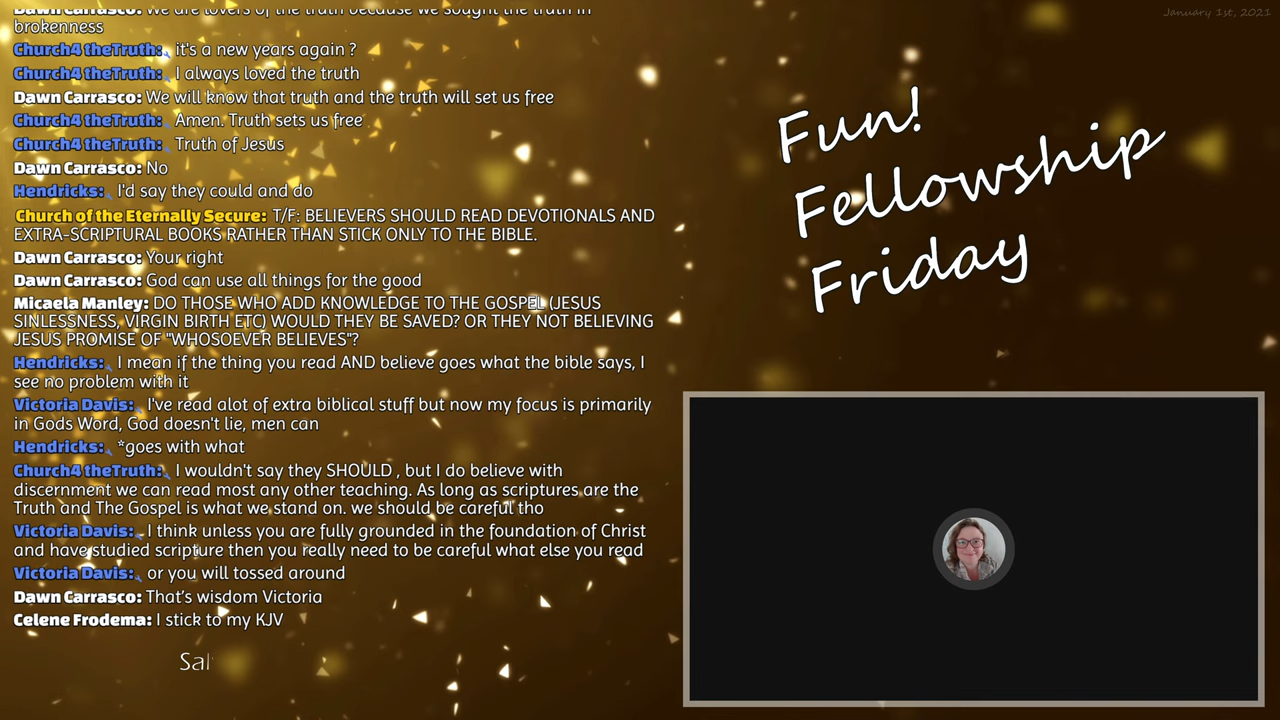 Dawn Carrasco: We are lovers of the truth because we sought the truth in
brokenness
Church4 theTruth: it's a new years again ?
Church4 theTruth: I always loved the truth
Dawn Carrasco: We will know that truth and the truth will set us free
Church4 theTruth: Amen. Truth sets us free
Church4 theTruth: Truth of Jesus
Dawn Carrasco: No
Hendricks: I'd say they could and do
Church of the Eternally Secure: T/F: BELIEVERS SHOULD READ DEVOTIONALS AND
EXTRA-SCRIPTURAL BOOKS RATHER THAN STICK ONLY TO THE BIBLE.
Dawn Carrasco: Your right
Dawn Carrasco: God can use all things for the good
Micaela Manley: DO THOSE WHO ADD KNOWLEDGE TO THE GOSPEL (JESUS
SINLESSNESS, VIRGIN BIRTH ETC) WOULD THEY BE SAVED? OR THEY NOT BELIEVING
JESUS PROMISE OF "WHOSOEVER BELIEVES"?
Hendricks: I mean if the thing you read AND believe goes what the bible says, I
see no problem with it
Victoria Davis: I've read alot of extra biblical stuff but now my focus is primarily
in Gods Word, God doesn't lie, men can
Hendricks: *goes with what
Church4 theTruth: I wouldn't say they SHOULD , but I do believe with
discernment we can read most any other teaching. As long as scriptures are the
Truth and The Gospel is what we stand on. we should be careful tho
Victoria Davis: I think unless you are fully grounded in the foundation of Christ
and have studied scripture then you really need to be careful what else you read
Victoria Davis: or you will tossed around
Dawn Carrasco: That's wisdom Victoria
Celene Frodema: I stick to my KJV
Sal
January 1st, 2021
Fun!
Fellowship
Friday